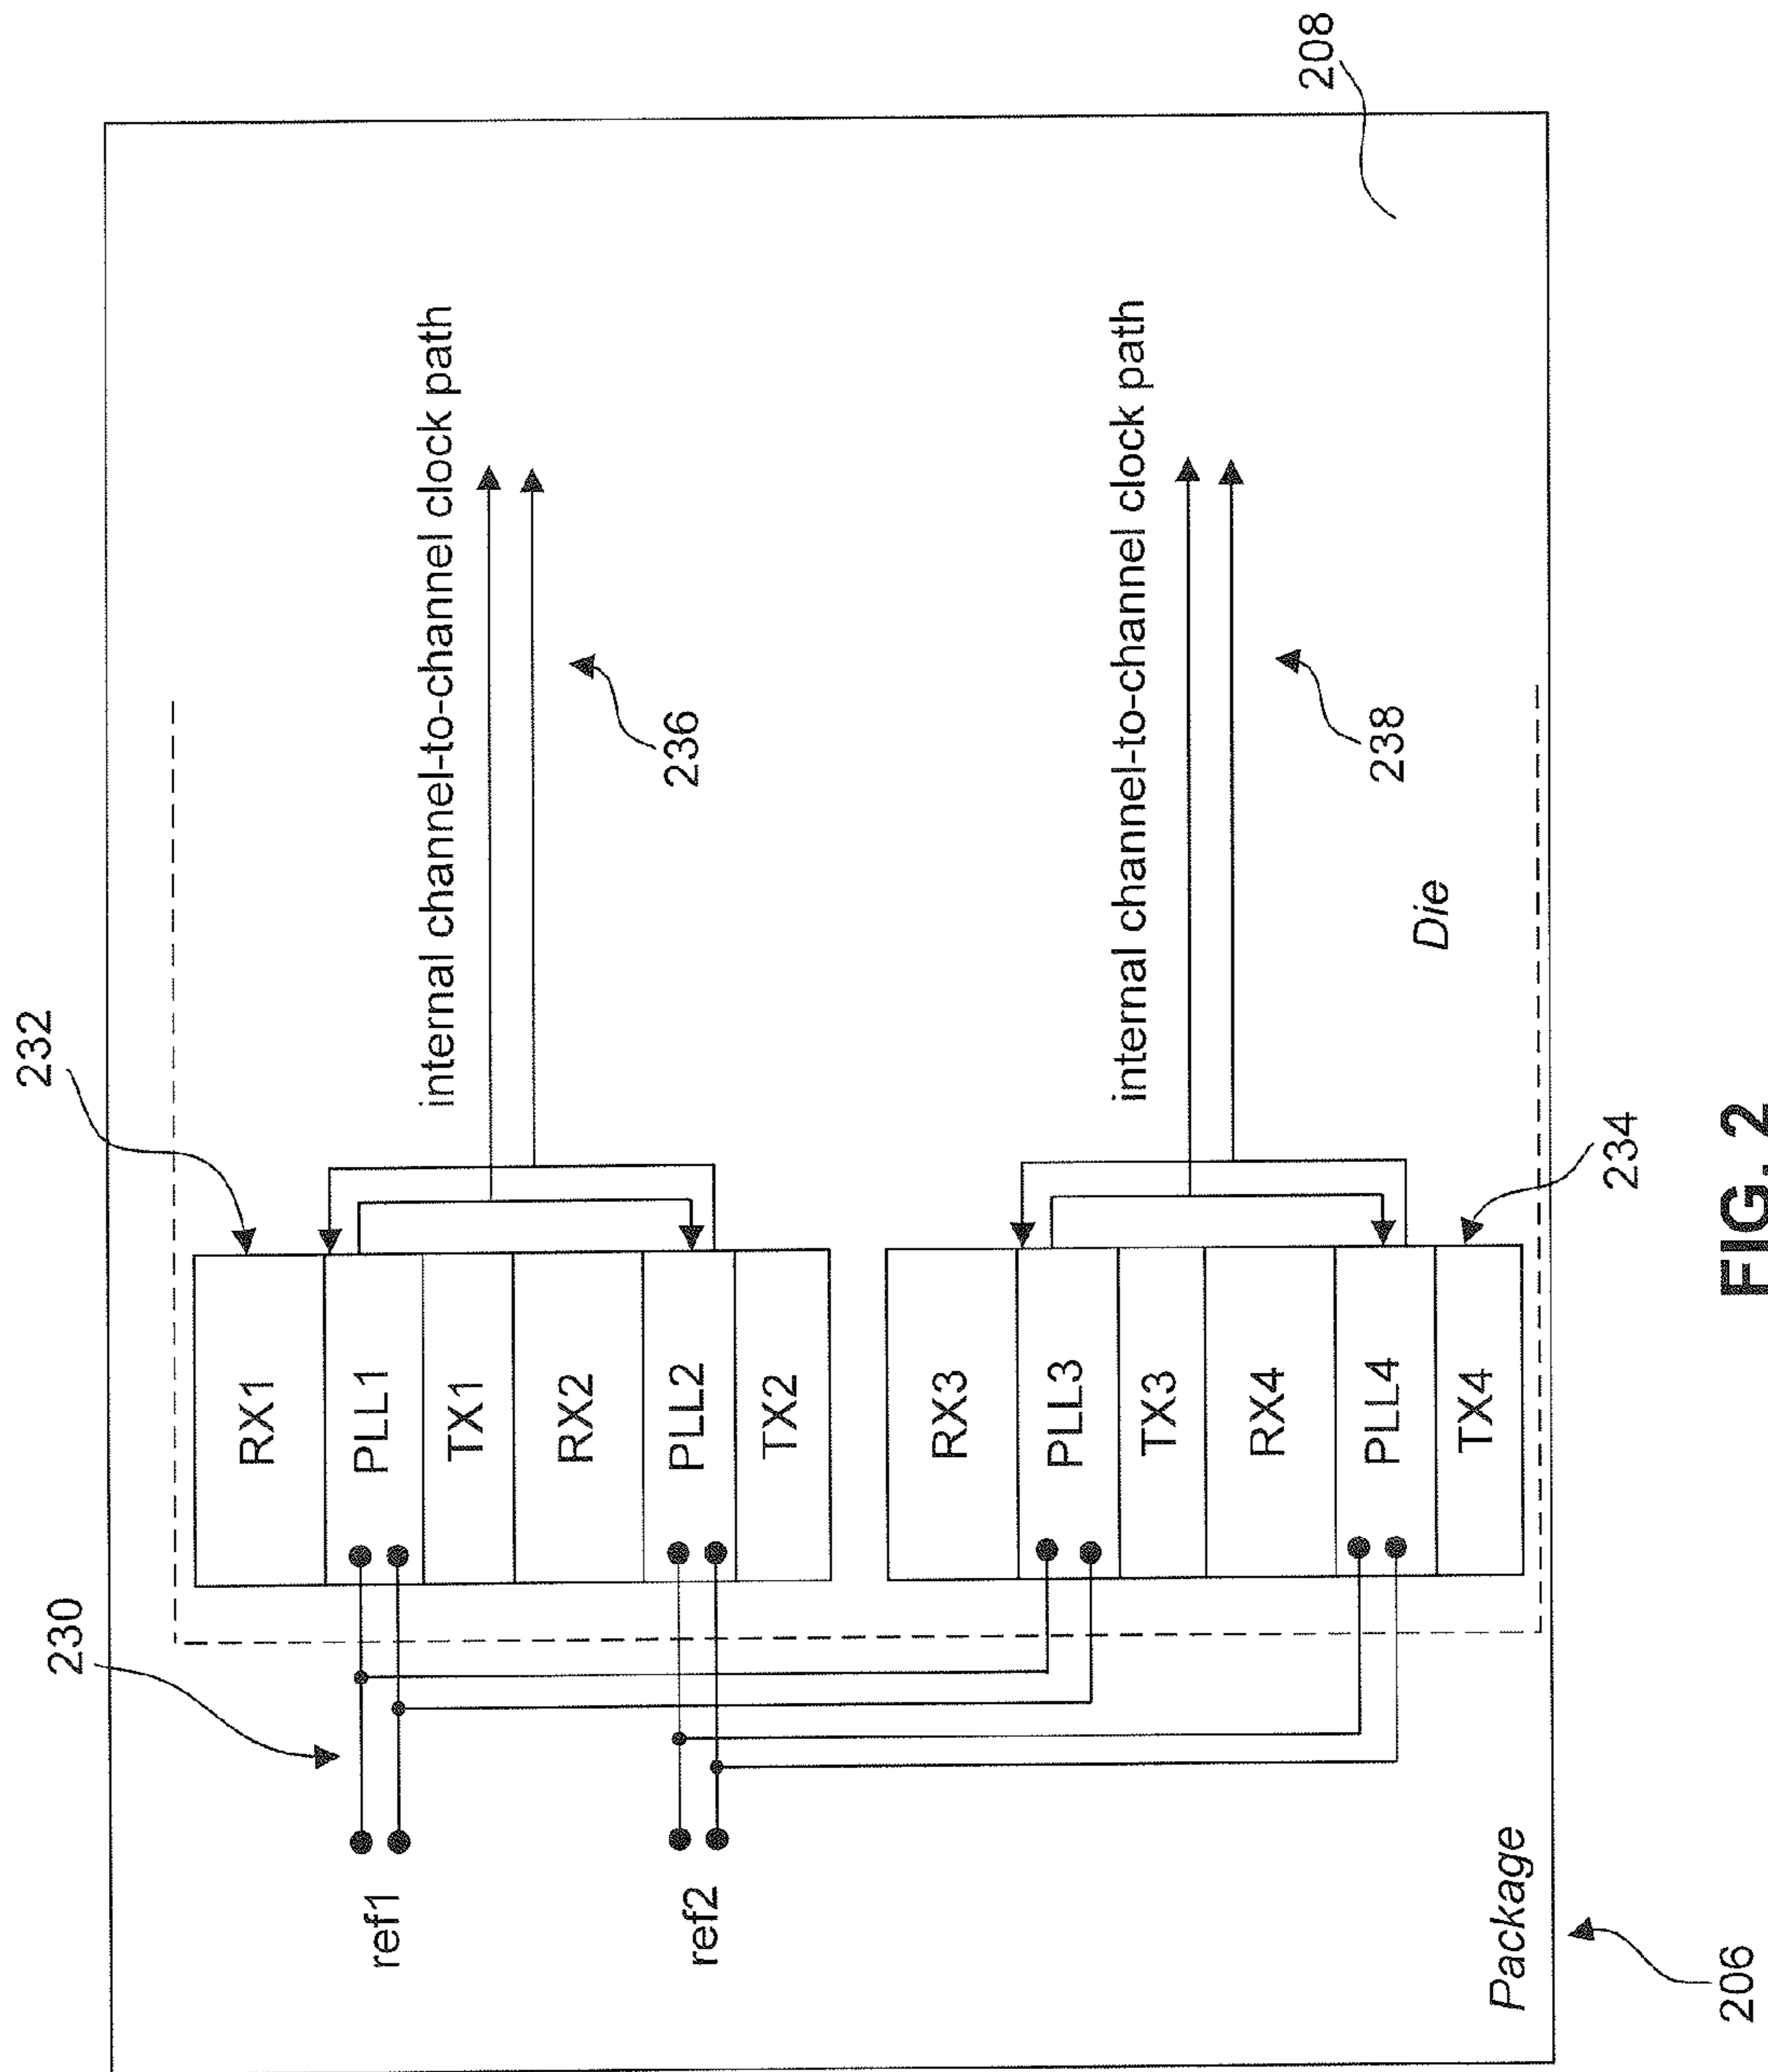 232
208
RX1
PLL1
TX1
RX2
PLL2
TX2
internal channel-to-channel clock path
236
230
ref1
ref2
RX3
PLL3
TX3
RX4
PLL4
TX4
internal channel-to-channel clock path
238
Die
234
Package
206
FIG. 2